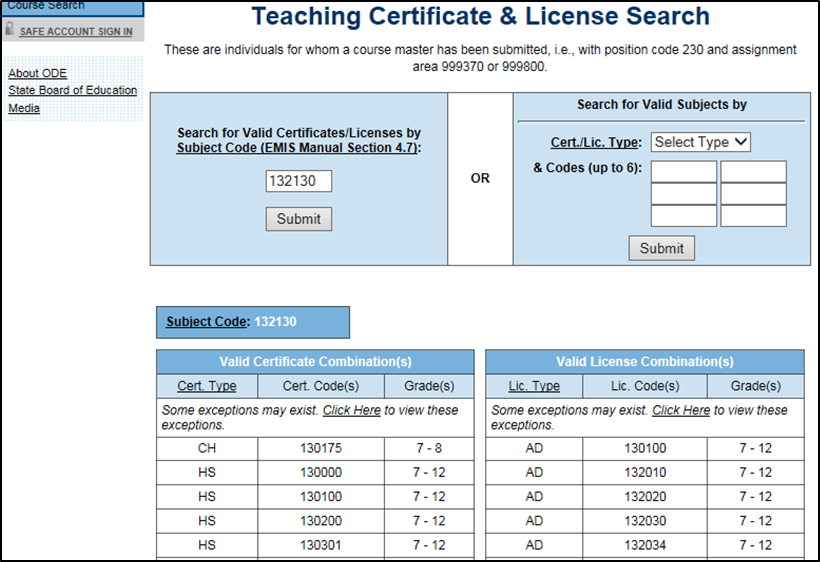 Course Search
SAFE ACCOUNT SIGN IN
About ODE
State Board of Education
Media
Teaching Certificate & License Search
These are individuals for whom a course master has been submitted, i.e., with position code 230 and assignment
area 999370 or 999800.
Search for Valid Certificates/Licenses by
Subject Code (EMIS Manual Section 4.7):
132130
Submit
OR
Search for Valid Subjects by
Cert./Lic. Type: Select Type
& Codes (up to 6):
Submit
Subject Code: 132130
Valid Certificate Combination(s)
Cert. Type Cert. Code(s) Grade(s)
Some exceptions may exist. Click Here to view these
exceptions.
CH 130175 7 - 8
HS 130000 7 - 12
HS 130100 7 - 12
HS 130200 7 - 12
HS 130301 7 - 12
Valid License Combination(s)
Lic. Type Lic. Code(s) Grade(s)
Some exceptions may exist. Click Here to view these
exceptions.
AD 130100 7 - 12
AD 132010 7 - 12
AD 132020 7 - 12
AD 132030 7 - 12
AD 132034 7 - 12